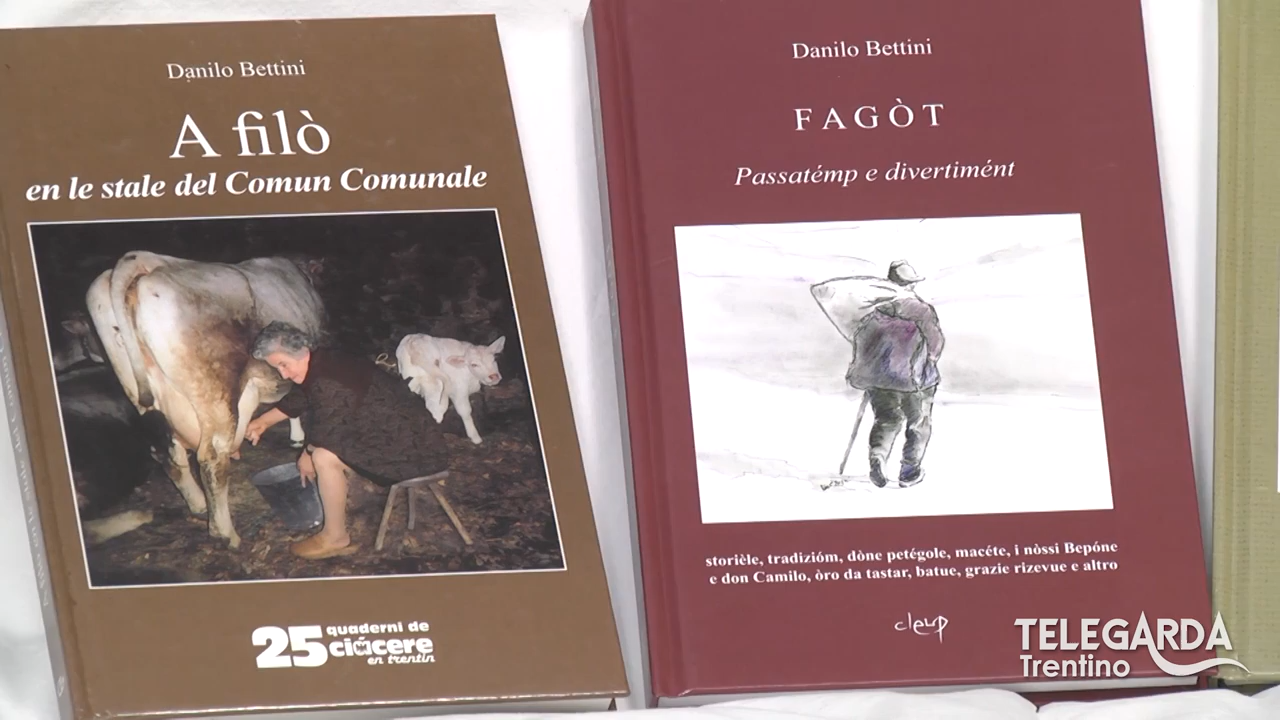 Danilo Bettini
A filò
en le stale del Comun Comunale
25 quaderni de
ciàcere
en trentin
Danilo Bettini
FAGÒT
Passatémp e divertimént
storièle, tradizióm, dòne petégole, macéte, i nòssi Bepóne
e don Camilo, òro da tastar, batue, grazie rizevue e altro
cleup
TELEGARDA
Trentino